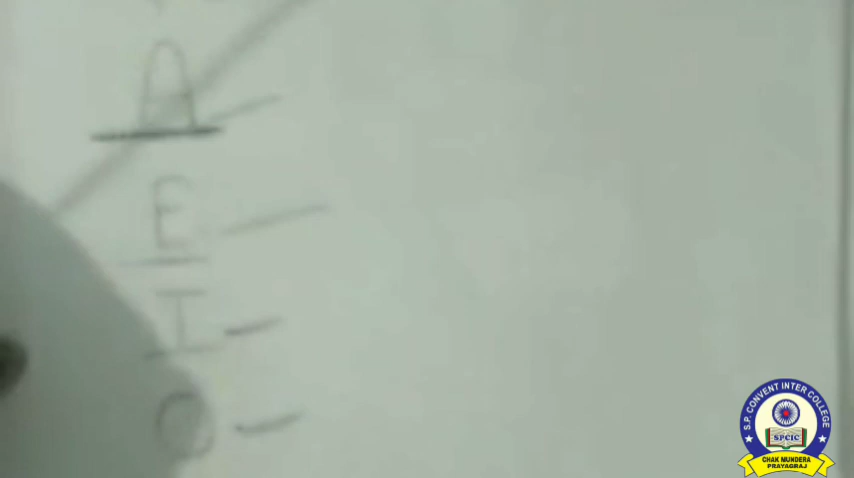 A -
E -
I -
O -
S.P. CONVENT INTER COLLEGE
SPCIC
CHAK MUNDERA
PRAYAGRAJ